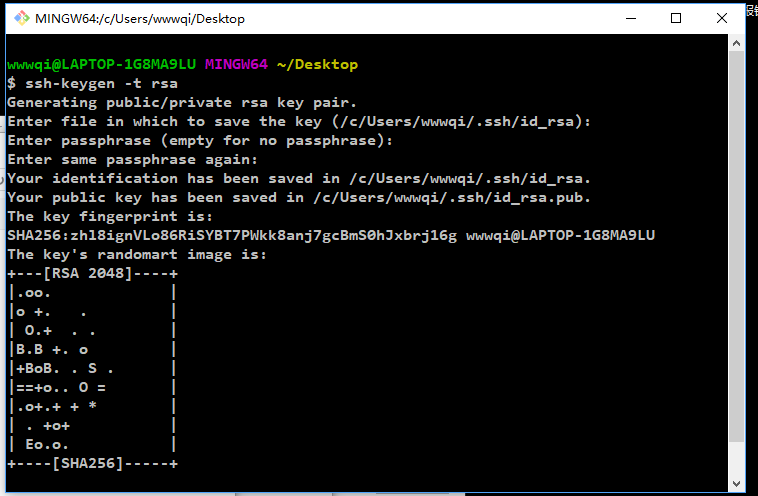 MINGW64:/c/Users/wwwqi/Desktop
wwwqi@LAPTOP-1G8MA9LU MINGW64 ~/Desktop
$ ssh-keygen -t rsa
Generating public/private rsa key pair.
Enter file in which to save the key (/c/Users/wwwqi/.ssh/id_rsa):
Enter passphrase (empty for no passphrase):
Enter same passphrase again:
Your identification has been saved in /c/Users/wwwqi/.ssh/id_rsa.
Your public key has been saved in /c/Users/wwwqi/.ssh/id_rsa.pub.
The key fingerprint is:
SHA256:zhl8ignVLo86RiSYBT7PWkk8anj7gcBmS0hJxbrj16g wwwqi@LAPTOP-1G8MA9LU
The key's randomart image is:
+---[RSA 2048]----+
|.oo.             |
|o +.   .         |
| O.+  . .        |
|B.B +. o         |
|+BoB. . S .      |
|==+o.. O =       |
|.o+.+ + *        |
| . +o+           |
| Eo.o.           |
+----[SHA256]-----+